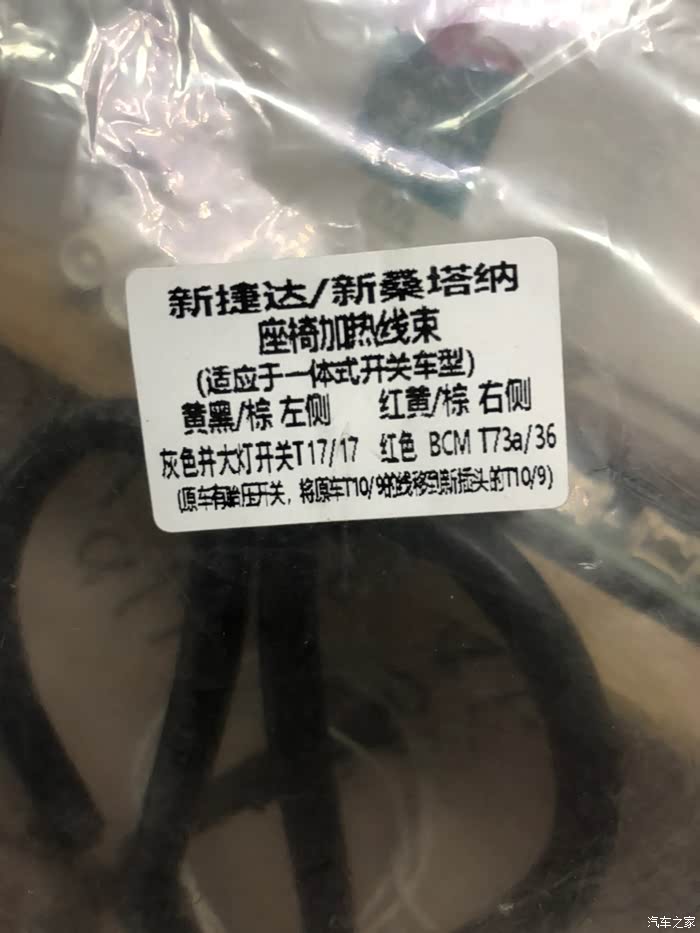 新捷达/新桑塔纳
座椅加热线束
(适应于一体式开关车型)
黄黑/棕 左侧 红黄/棕 右侧
灰色并大灯开关T17/17 红色 BCM T73a/36
(原车有胎压开关，将原车T10/9的线移到新插头的T10/9)
汽车之家